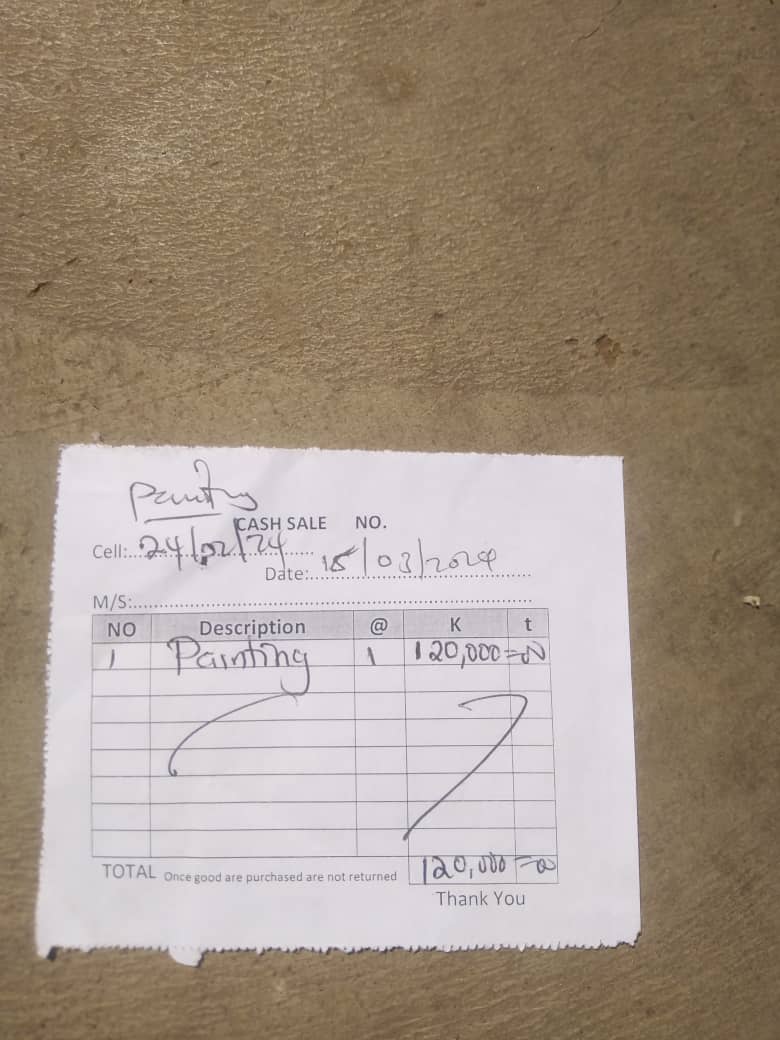 Painting
CASH SALE NO.
Cell:...24/02/24......
Date:...15/03/2024......
M/S:......
NO Description @ K t
1 Painting 1 120,000=00
TOTAL Once good are purchased are not returned 120,000=00
Thank You